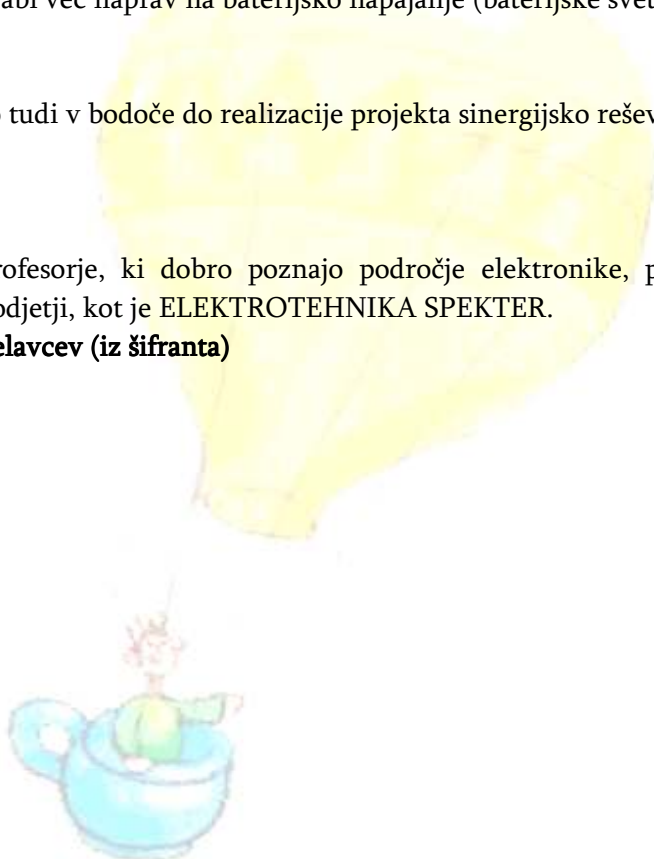 abi več naprav na baterijsko napajanje (baterijske svet
o tudi v bodoče do realizacije projekta sinergijsko rešev
rofesorje, ki dobro poznajo področje elektronike, p
odjetji, kot je ELEKTROTEHNIKA SPEKTER.
elavcev (iz šifranta)